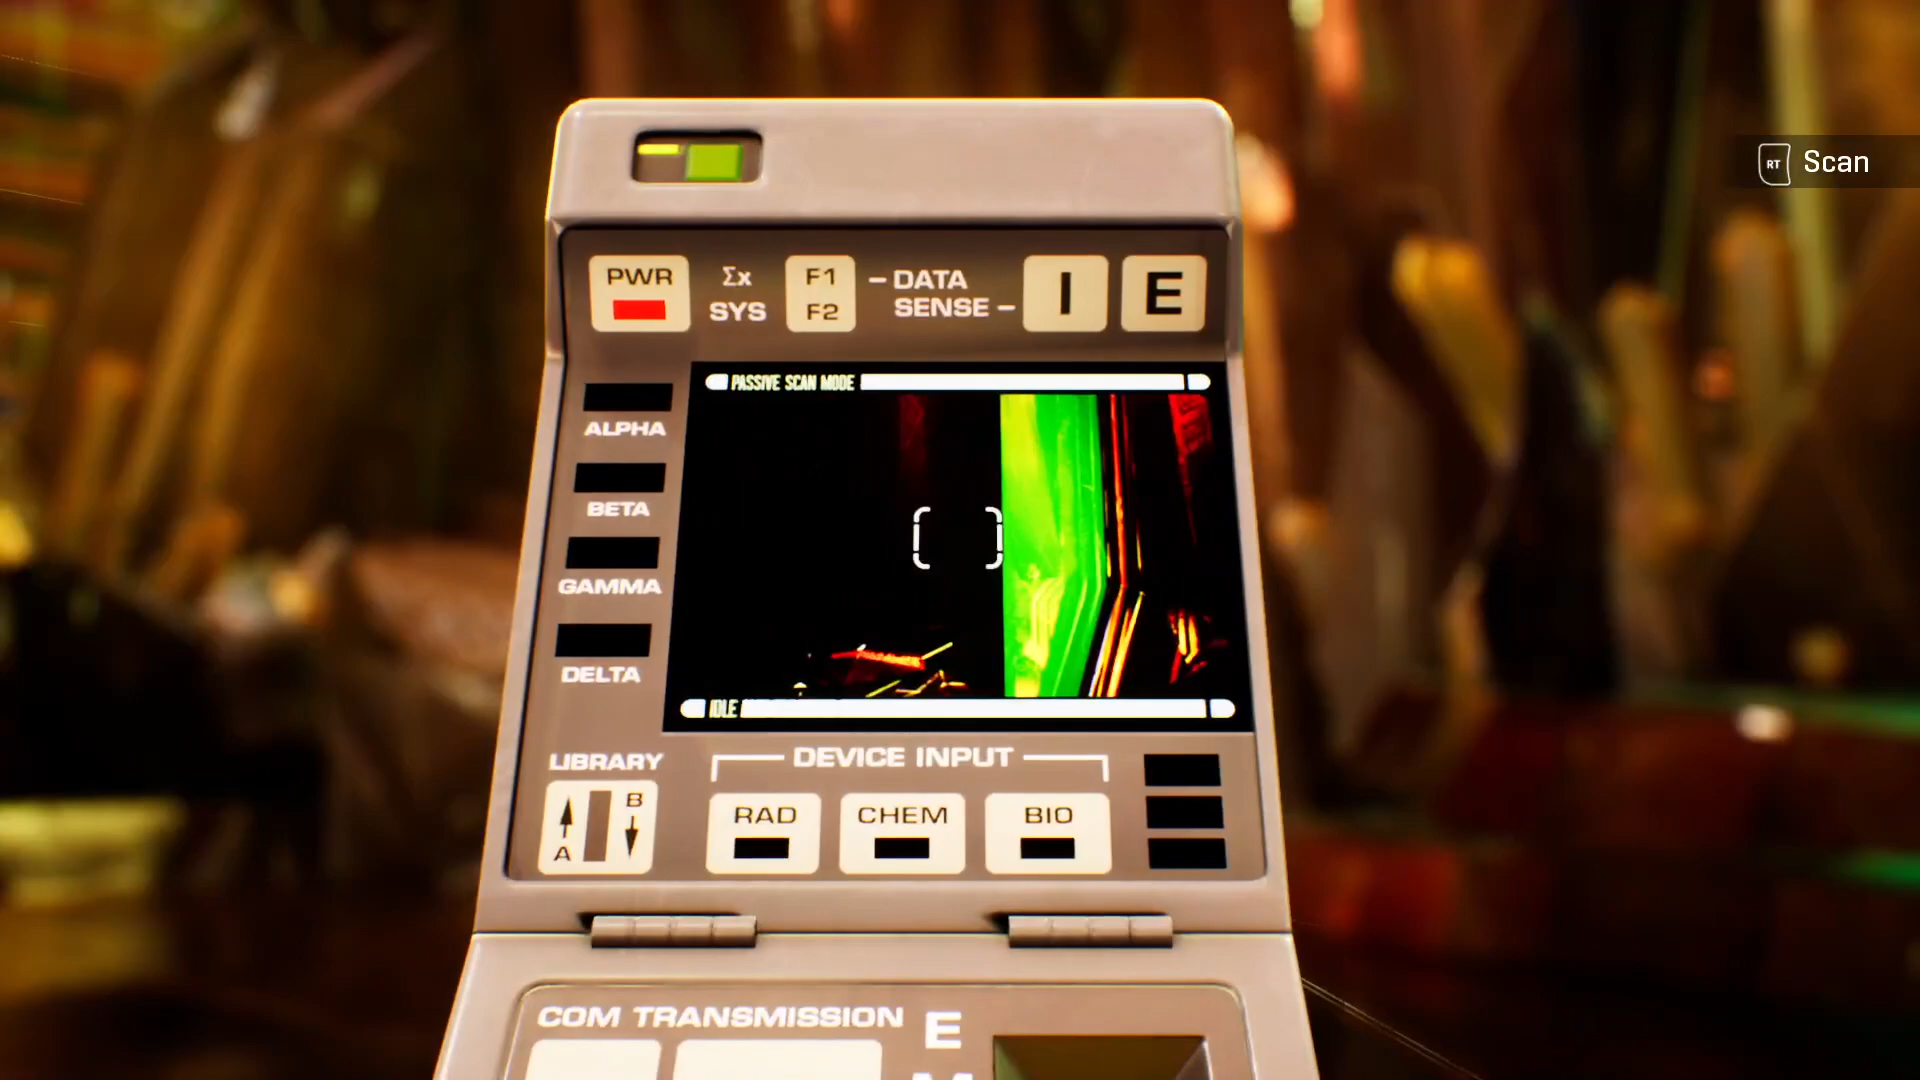 RT Scan
PWR
Σx
SYS
F1
F2
– DATA
SENSE –
I
E
PASSIVE SCAN MODE
ALPHA
BETA
GAMMA
DELTA
IDLE
LIBRARY
A
B
DEVICE INPUT
RAD
CHEM
BIO
COM TRANSMISSION
E